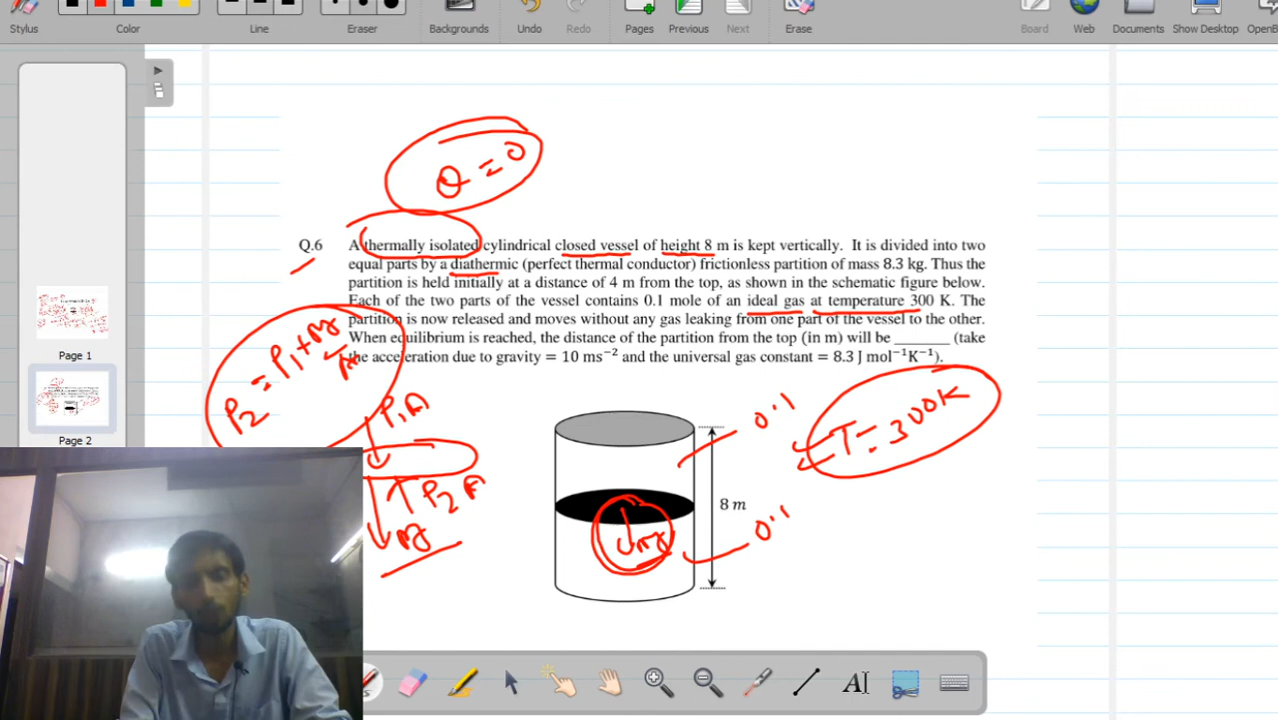 Stylus
Color
Line
Eraser
Backgrounds
Undo
Redo
Pages
Previous
Next
Erase
Board
Web
Documents
Show Desktop
OpenB
Page 1
Page 2
Q = 0
Q.6 A thermally isolated cylindrical closed vessel of height 8 m is kept vertically. It is divided into two
equal parts by a diathermic (perfect thermal conductor) frictionless partition of mass 8.3 kg. Thus the
partition is held initially at a distance of 4 m from the top, as shown in the schematic figure below.
Each of the two parts of the vessel contains 0.1 mole of an ideal gas at temperature 300 K. The
partition is now released and moves without any gas leaking from one part of the vessel to the other.
When equilibrium is reached, the distance of the partition from the top (in m) will be _______ (take
the acceleration due to gravity = 10 ms⁻² and the universal gas constant = 8.3 J mol⁻¹K⁻¹).
P2 = P1 + Mg/A
P1A
P2A
Mg
0.1
T = 300K
8 m
0.1
Mg